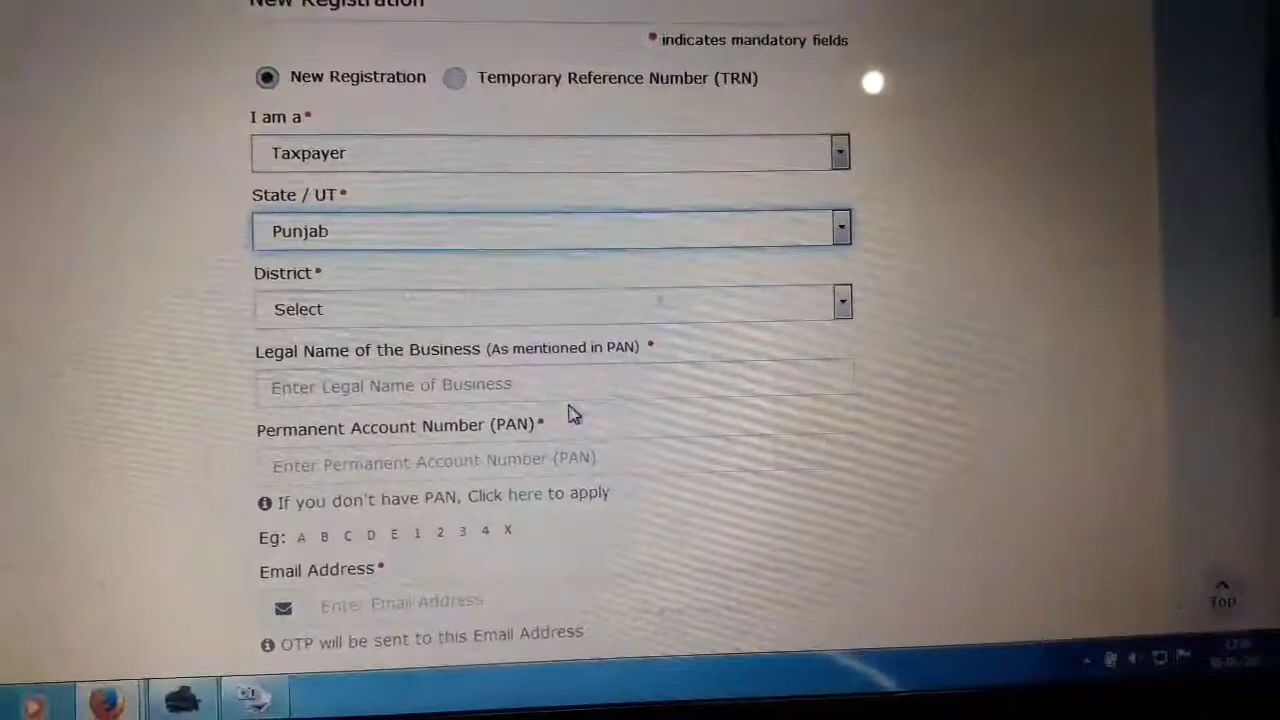 New Registration
• indicates mandatory fields
New Registration Temporary Reference Number (TRN)
I am a•
Taxpayer
State / UT•
Punjab
District•
Select
Legal Name of the Business (As mentioned in PAN) •
Enter Legal Name of Business
Permanent Account Number (PAN)•
Enter Permanent Account Number (PAN)
If you don't have PAN, Click here to apply
Eg: A B C D E 1 2 3 4 X
Email Address•
Enter Email Address
OTP will be sent to this Email Address
TOP